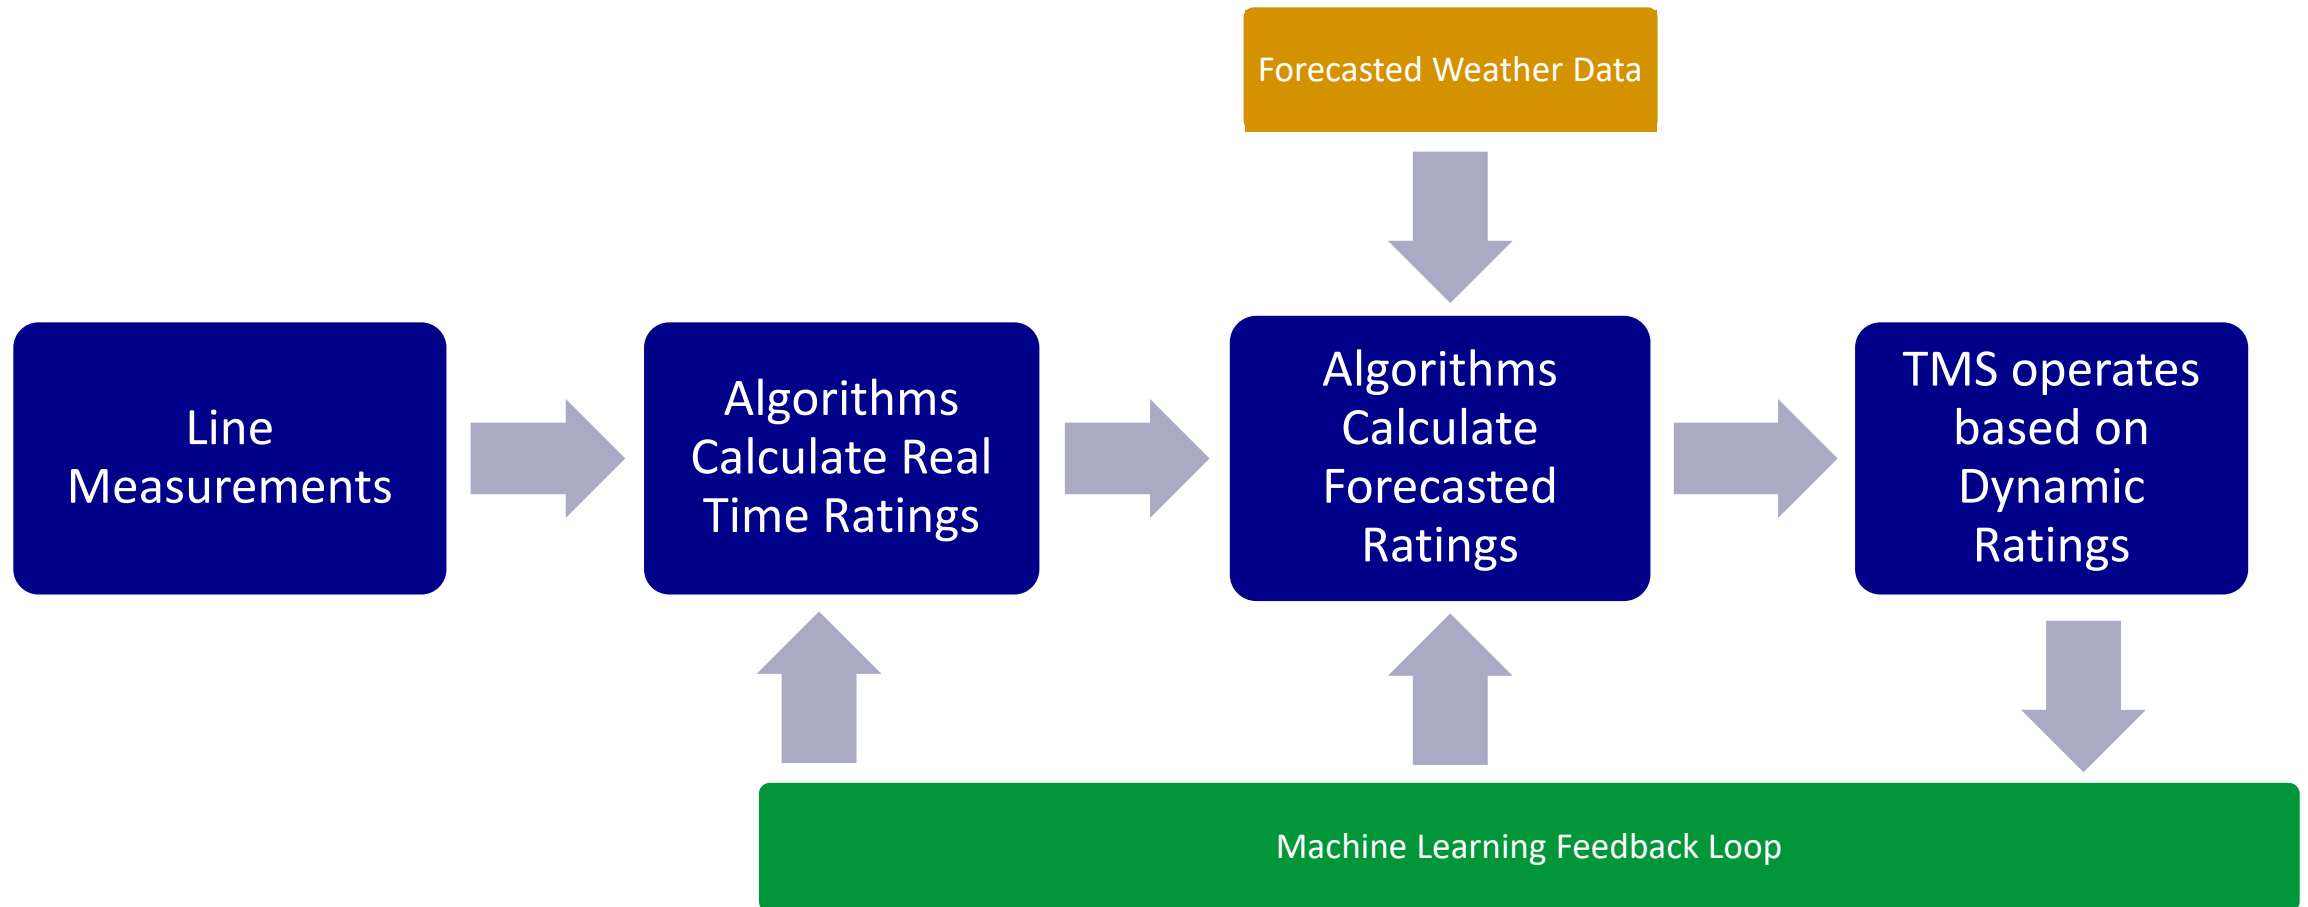 Forecasted Weather Data
Line
Measurements
Algorithms
Calculate Real
Time Ratings
Algorithms
Calculate
Forecasted
Ratings
TMS operates
based on
Dynamic
Ratings
Machine Learning Feedback Loop